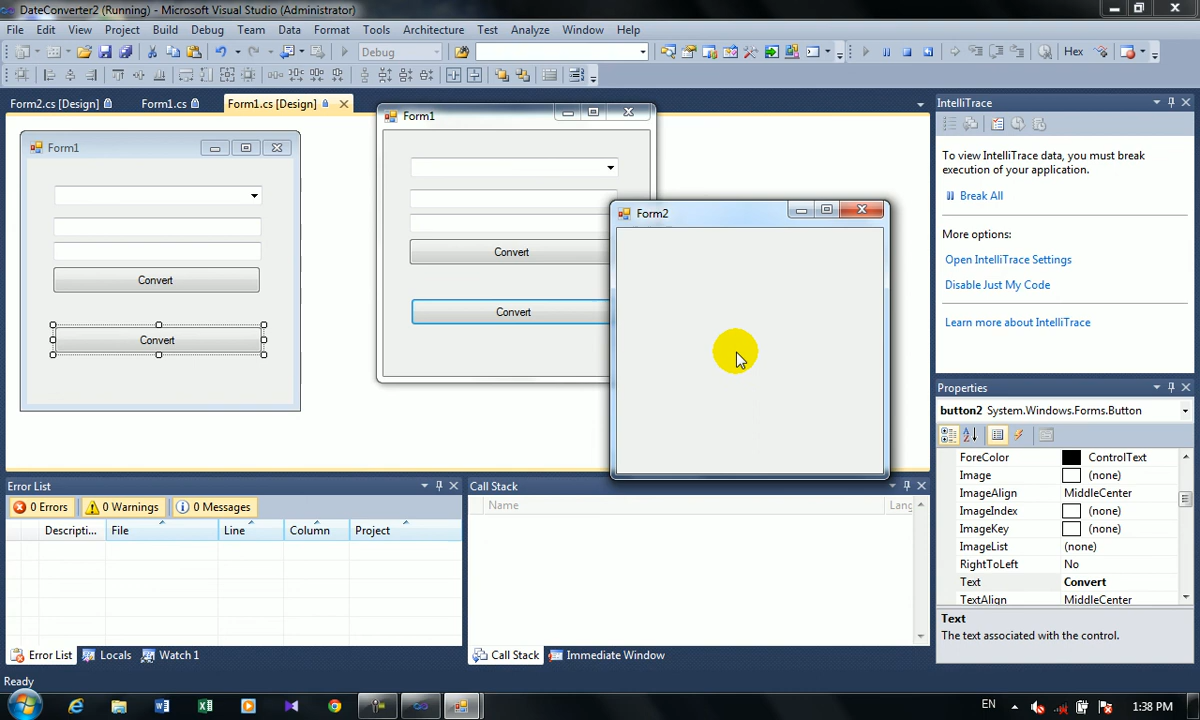 DateConverter2 (Running) - Microsoft Visual Studio (Administrator)
File Edit View Project Build Debug Team Data Format Tools Architecture Test Analyze Window Help
Debug
Hex
Form2.cs [Design]
Form1.cs
Form1.cs [Design]
Form1
Convert
Convert
Form1
Convert
Convert
Form2
IntelliTrace
To view IntelliTrace data, you must break
execution of your application.
Break All
More options:
Open IntelliTrace Settings
Disable Just My Code
Learn more about IntelliTrace
Properties
button2 System.Windows.Forms.Button
ForeColor ControlText
Image (none)
ImageAlign MiddleCenter
ImageIndex (none)
ImageKey (none)
ImageList (none)
RightToLeft No
Text Convert
TextAlign MiddleCenter
Text
The text associated with the control.
Error List
0 Errors 0 Warnings 0 Messages
Descripti... File Line Column Project
Error List Locals Watch 1
Call Stack
Name Lang
Call Stack Immediate Window
Ready
EN 1:38 PM